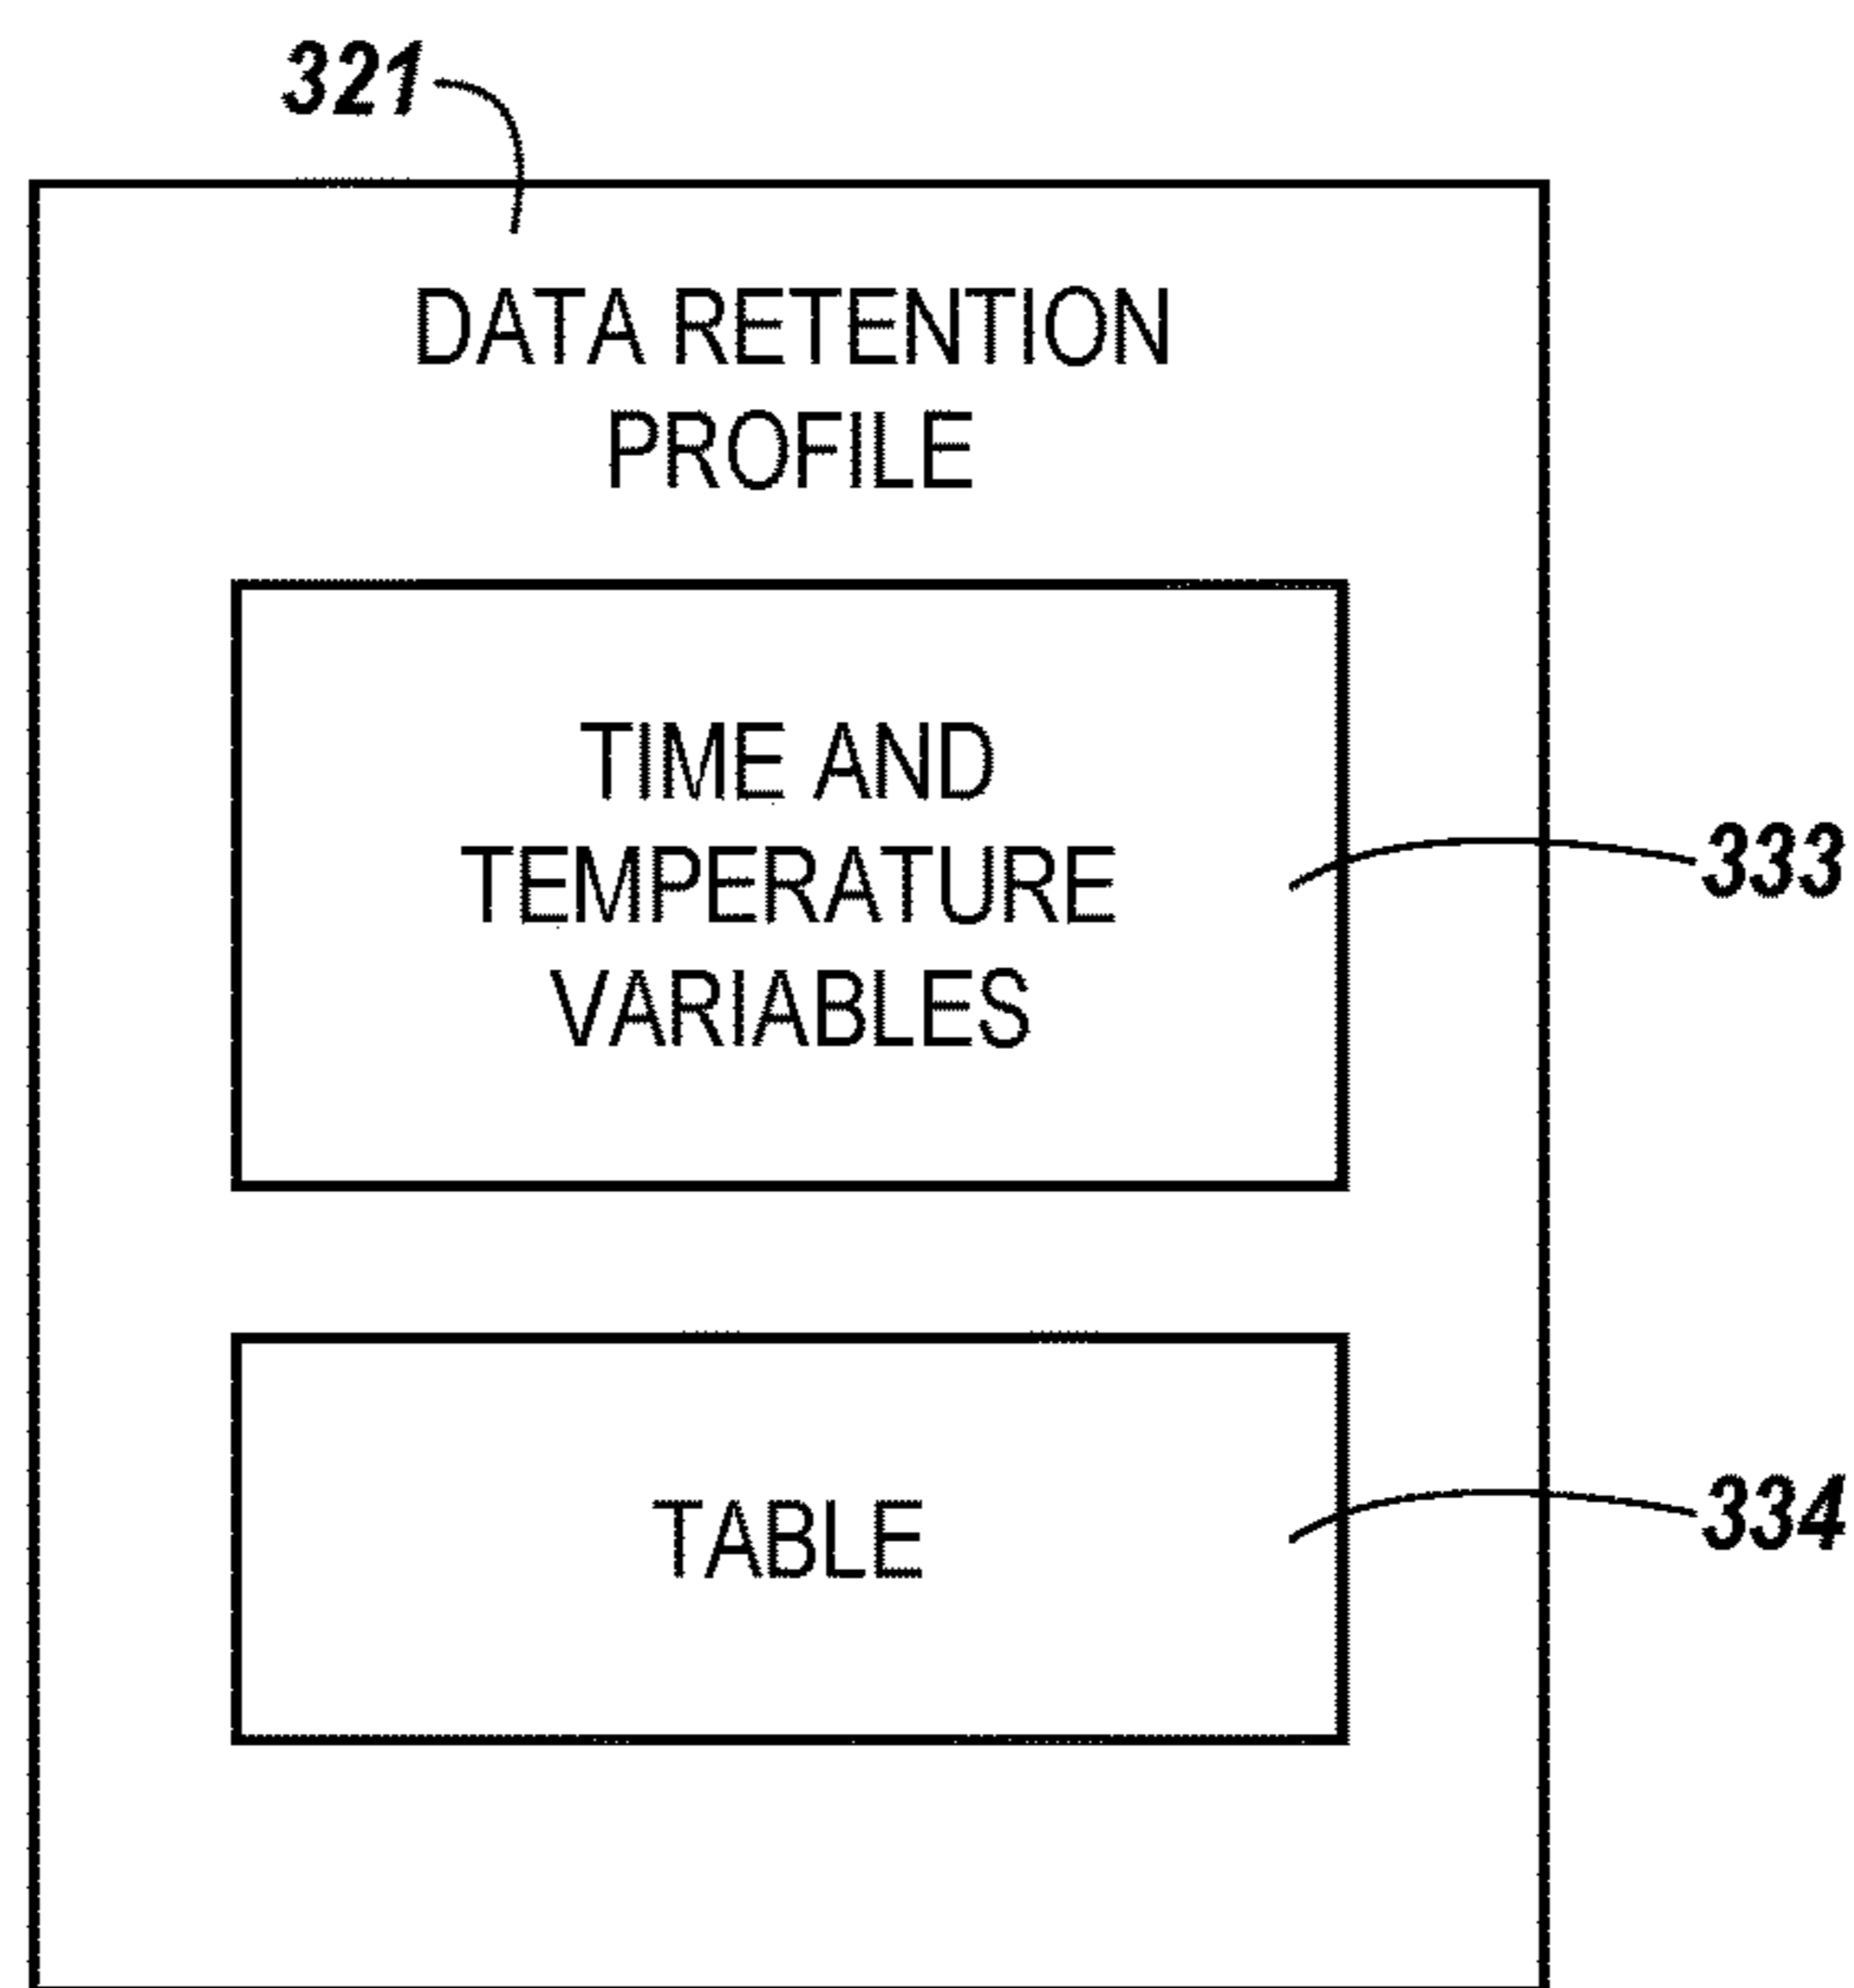 321
DATA RETENTION
PROFILE
TIME AND
TEMPERATURE
VARIABLES
333
TABLE
334